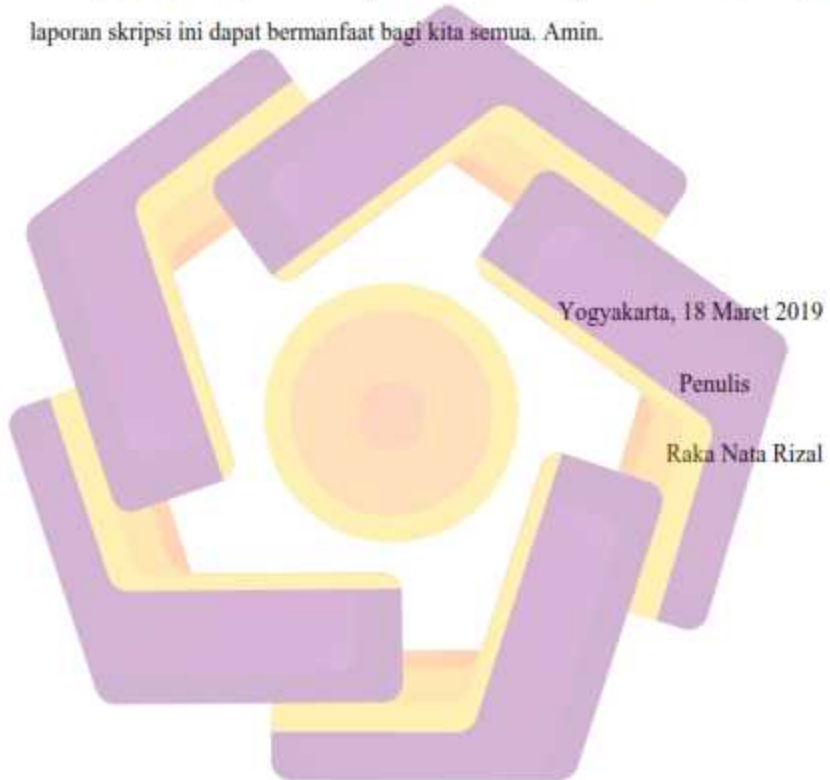 laporan skripsi ini dapat bermanfaat bagi kita semua. Amin.
Yogyakarta, 18 Maret 2019
Penulis
Raka Nata Rizal